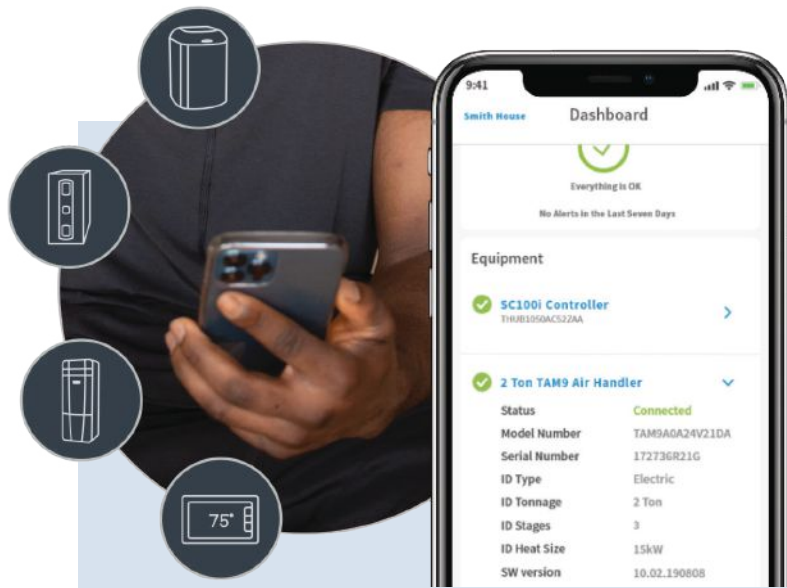 75°
9:41
Smith House Dashboard
Everything is OK
No Alerts in the Last Seven Days
Equipment
SC100i Controller
THUB1050AC52ZAA
2 Ton TAM9 Air Handler
Status Connected
Model Number TAM9A0A24V21DA
Serial Number 172736R21G
ID Type Electric
ID Tonnage 2 Ton
ID Stages 3
ID Heat Size 15kW
SW version 10.02.190808